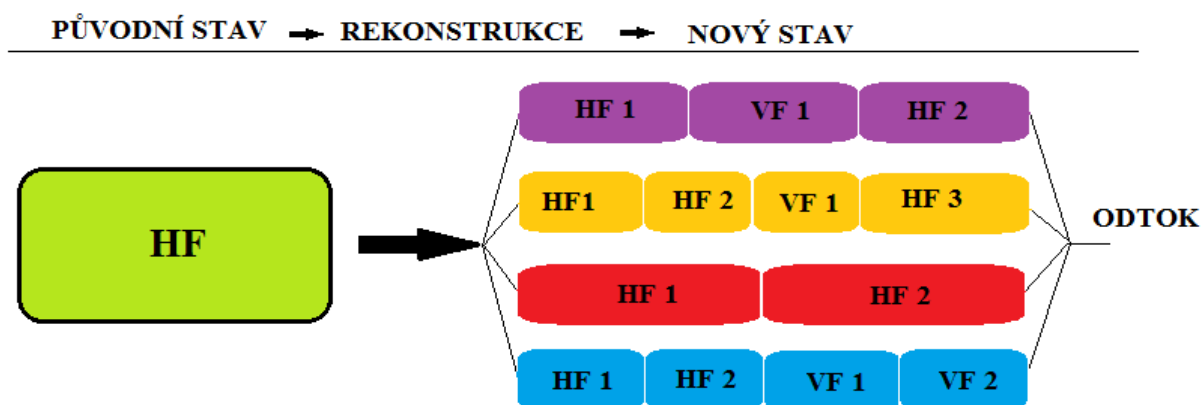 PŮVODNÍ STAV → REKONSTRUKCE → NOVÝ STAV
HF 1 VF 1 HF 2
HF1 HF 2 VF 1 HF 3
ODTOK
HF
HF 1 HF 2
HF 1 HF 2 VF 1 VF 2